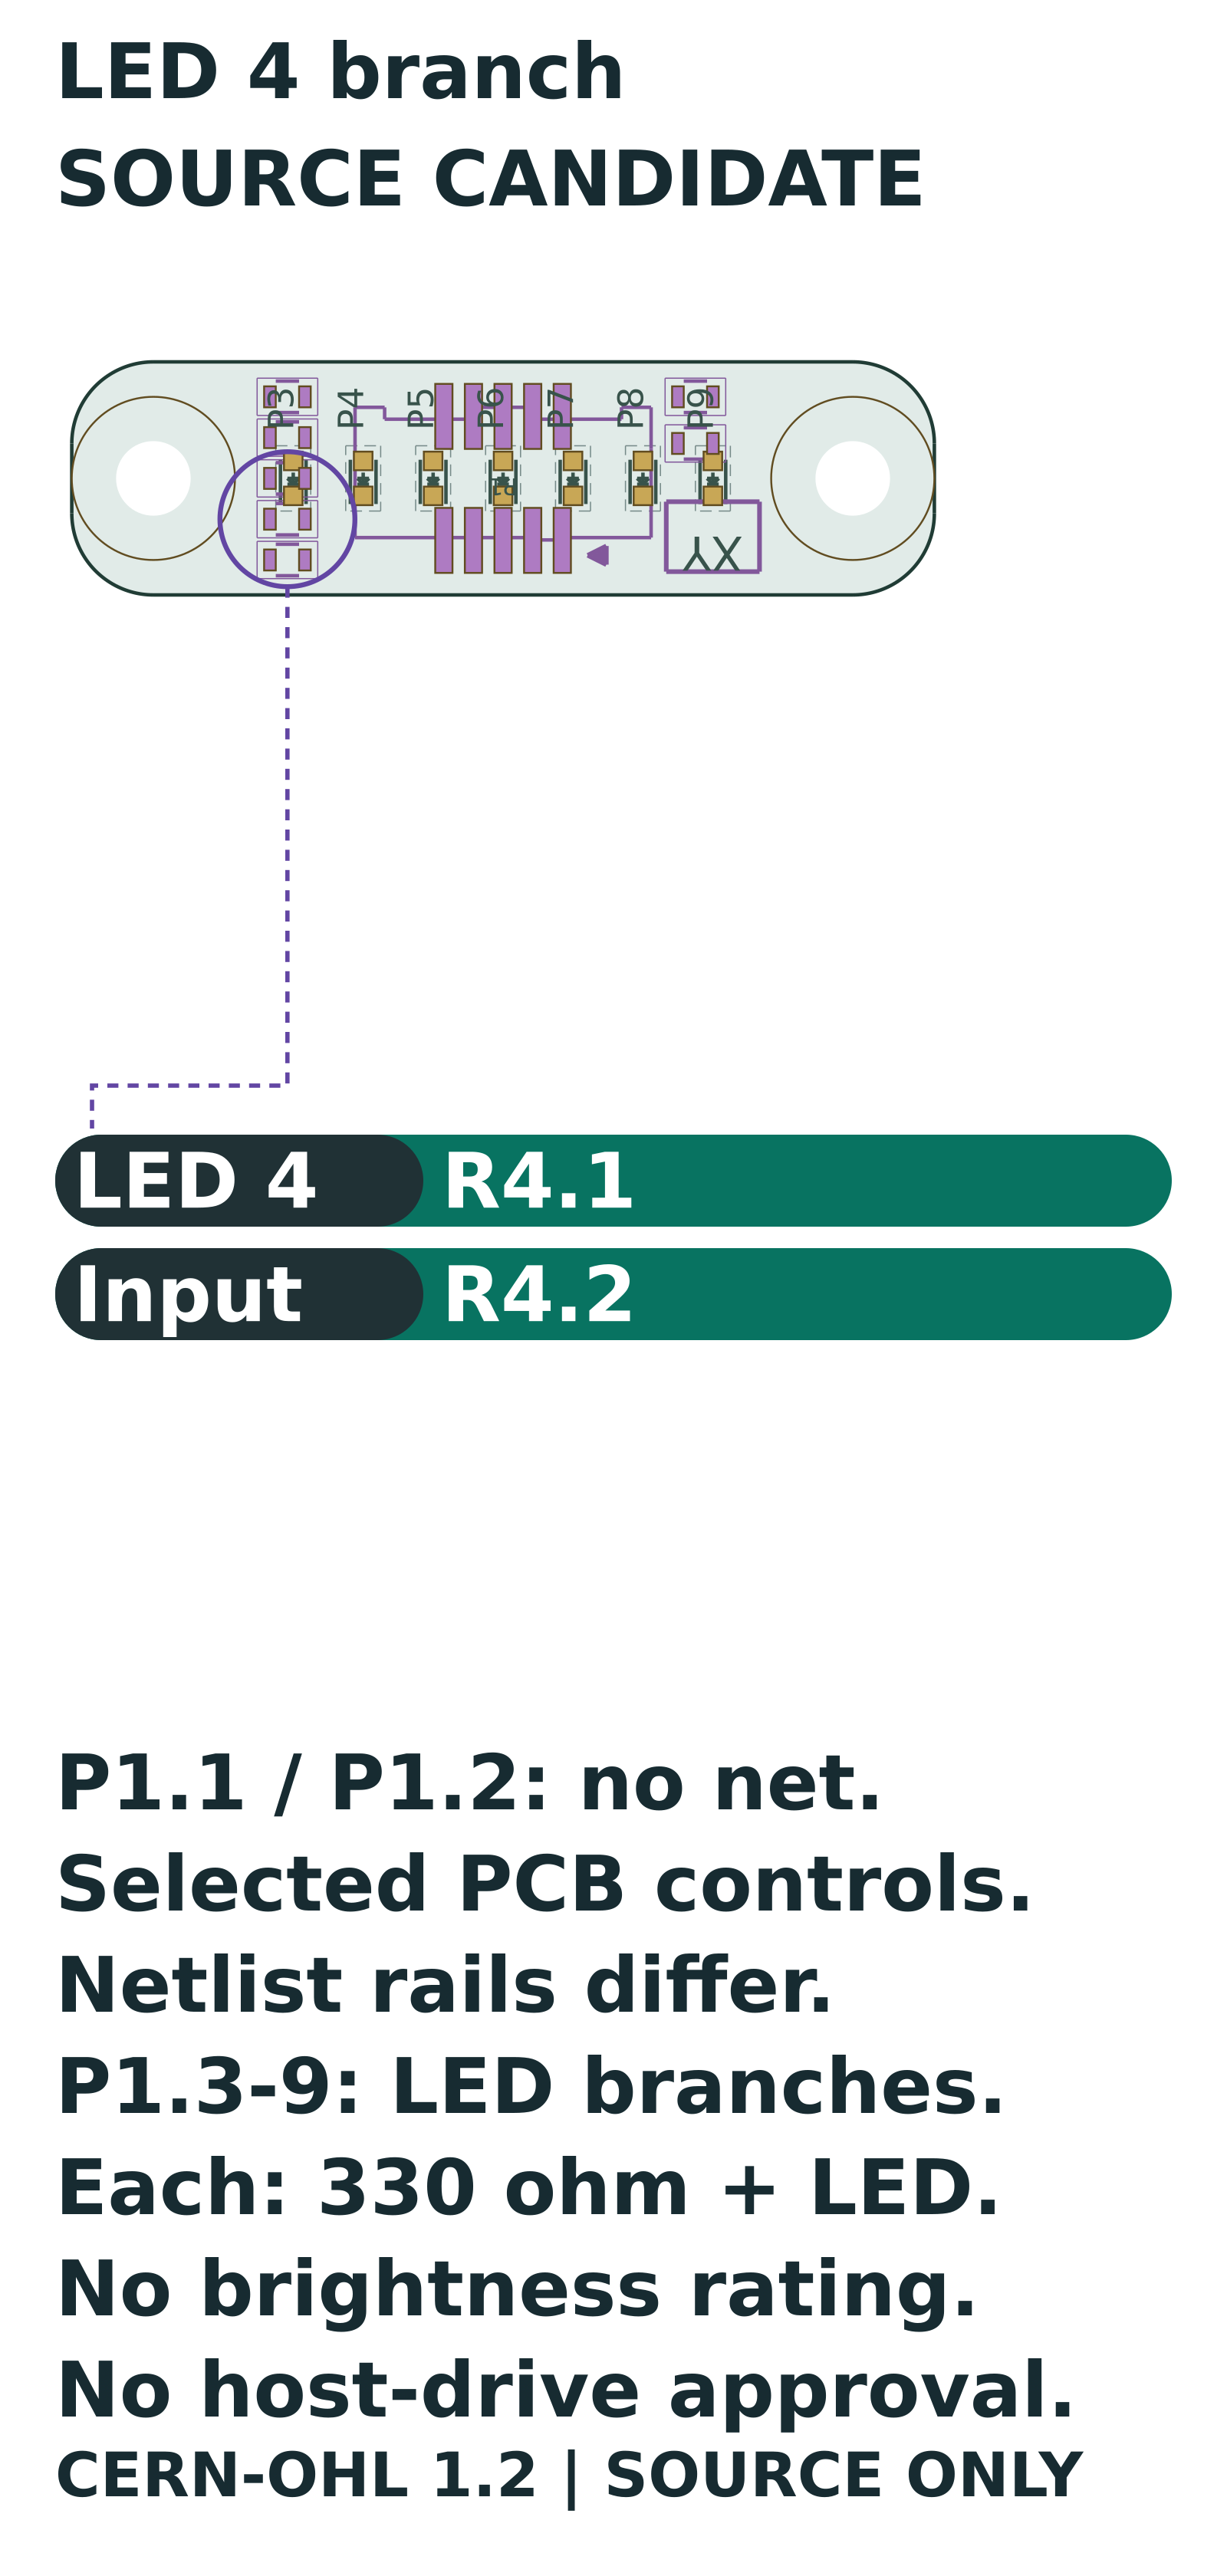 LED 4 branch
SOURCE CANDIDATE
P3 P4 P5 P6 P7 P8 P9
P1
XY
LED 4 R4.1
Input R4.2
P1.1 / P1.2: no net.
Selected PCB controls.
Netlist rails differ.
P1.3-9: LED branches.
Each: 330 ohm + LED.
No brightness rating.
No host-drive approval.
CERN-OHL 1.2 | SOURCE ONLY